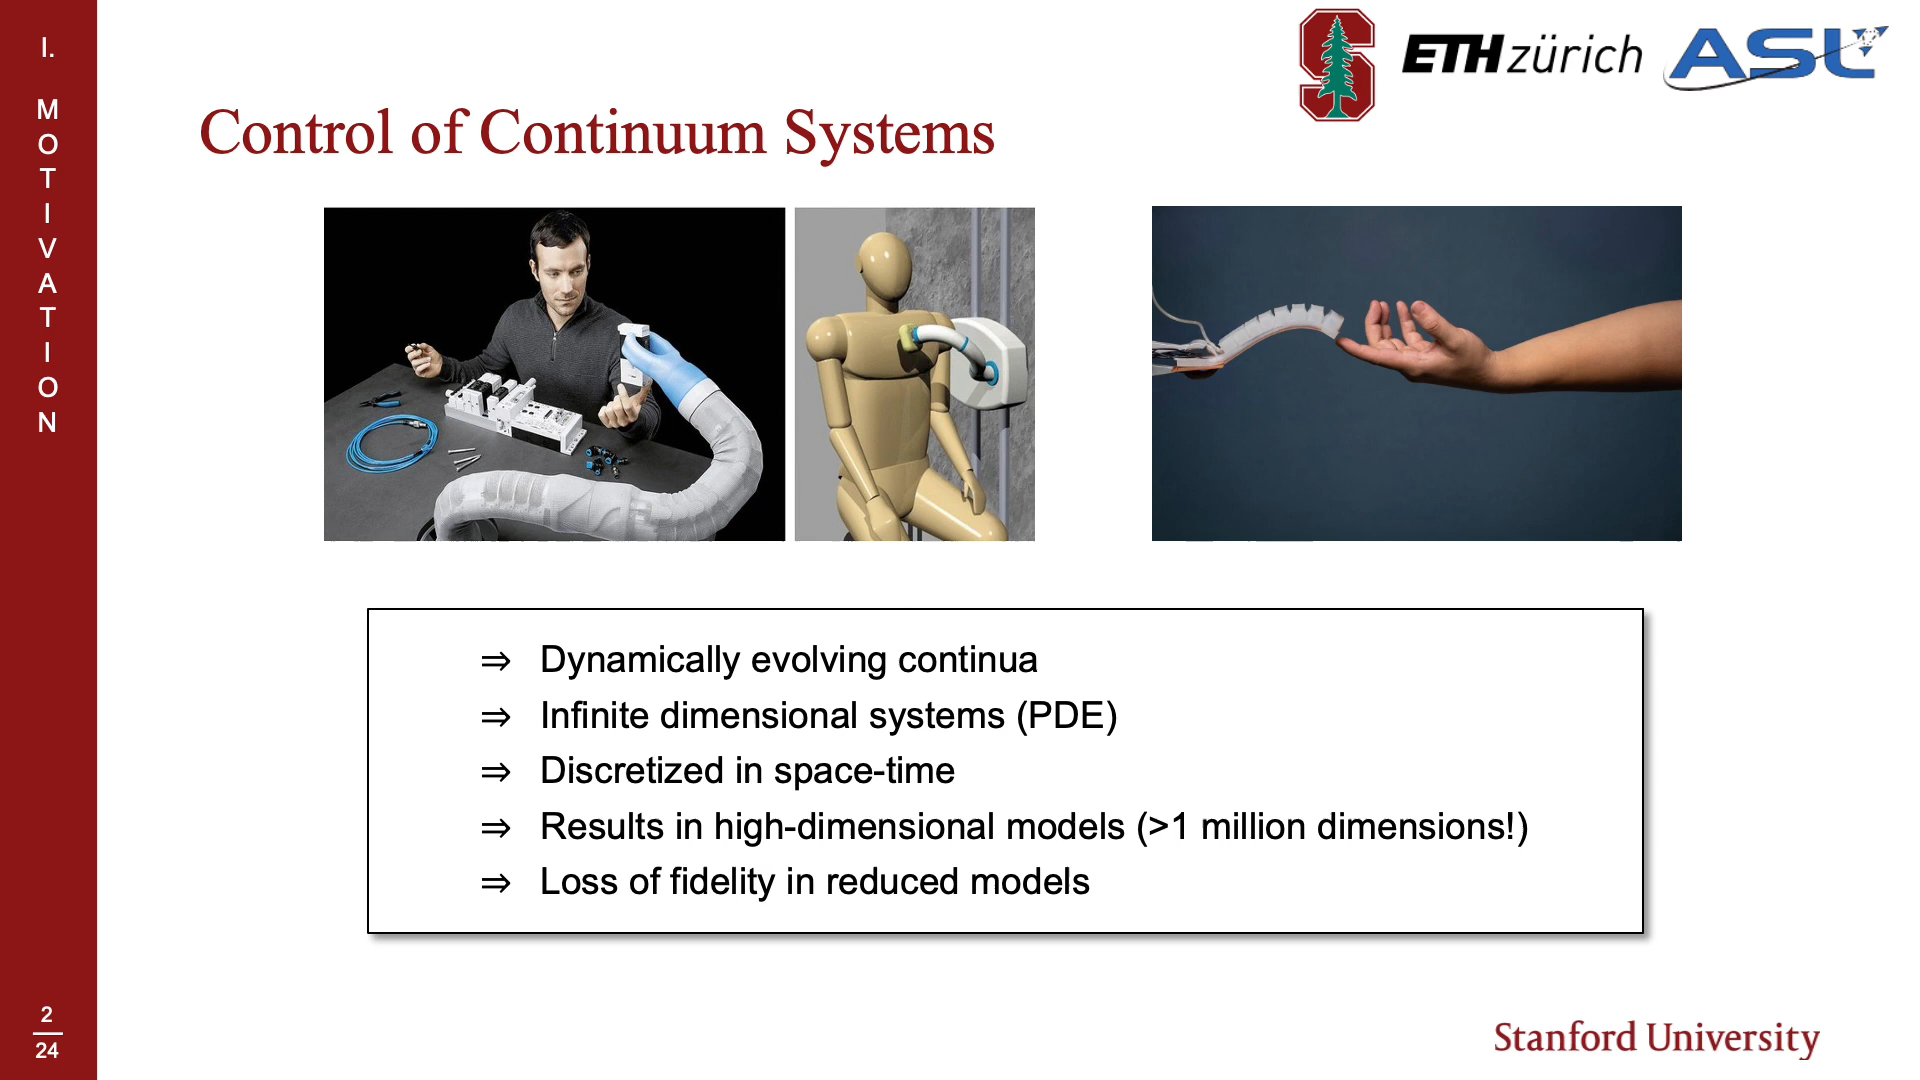 I.
MOTIVATION
ETH zürich
ASL
Control of Continuum Systems
⇒ Dynamically evolving continua
⇒ Infinite dimensional systems (PDE)
⇒ Discretized in space-time
⇒ Results in high-dimensional models (>1 million dimensions!)
⇒ Loss of fidelity in reduced models
2
24
Stanford University